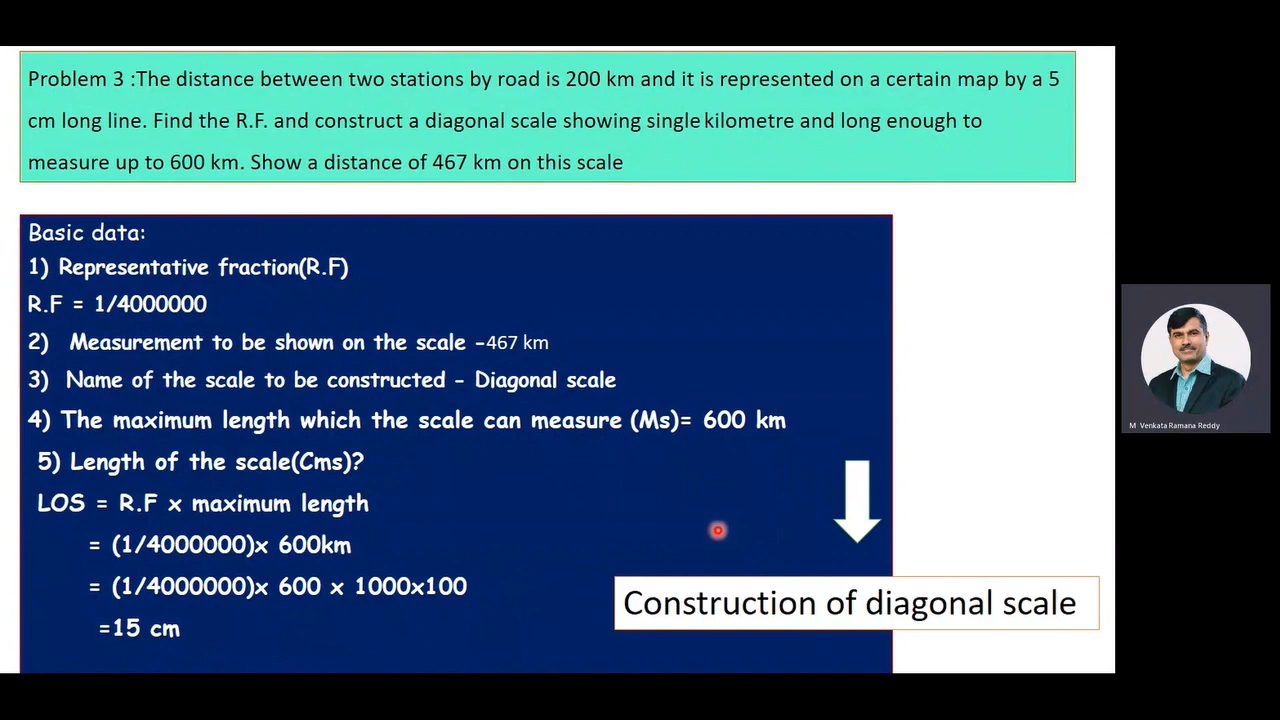 Problem 3 :The distance between two stations by road is 200 km and it is represented on a certain map by a 5
cm long line. Find the R.F. and construct a diagonal scale showing single kilometre and long enough to
measure up to 600 km. Show a distance of 467 km on this scale
Basic data:
1) Representative fraction(R.F)
R.F = 1/4000000
2) Measurement to be shown on the scale –467 km
3) Name of the scale to be constructed – Diagonal scale
4) The maximum length which the scale can measure (Ms)= 600 km
5) Length of the scale(Cms)?
LOS = R.F x maximum length
= (1/4000000)x 600km
= (1/4000000)x 600 x 1000x100
=15 cm
Construction of diagonal scale
M Venkata Ramana Reddy